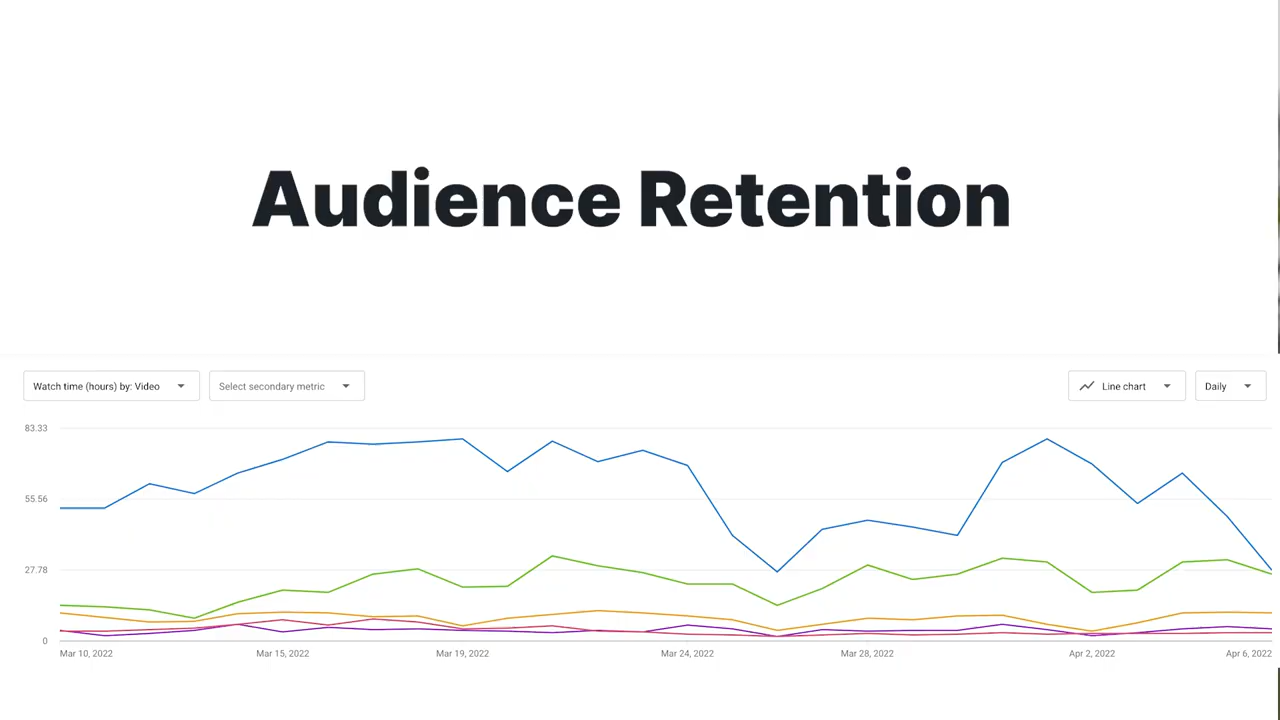 Audience Retention
Watch time (hours) by: Video
Select secondary metric
Line chart
Daily
83.33
55.56
27.78
0
Mar 10, 2022
Mar 15, 2022
Mar 19, 2022
Mar 24, 2022
Mar 28, 2022
Apr 2, 2022
Apr 6, 2022